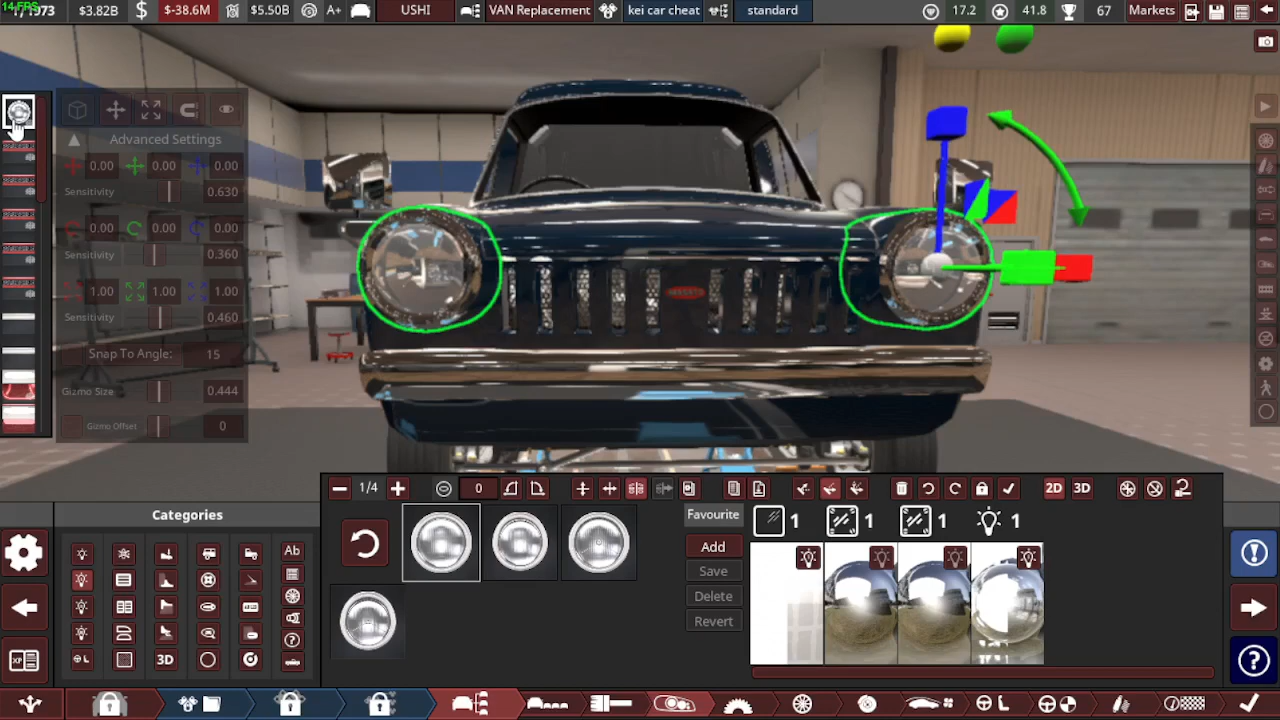 14 FPS
/1973 $3.82B $ $-38.6M $5.50B A+ USHI VAN Replacement kei car cheat standard 17.2 41.8 67 Markets
Advanced Settings
0.00 0.00 0.00
Sensitivity 0.630
0.00 0.00 0.00
Sensitivity 0.360
1.00 1.00 1.00
Sensitivity 0.460
Snap To Angle: 15
Gizmo Size 0.444
Gizmo Offset 0
1/4 0 2D 3D
Categories
Ab
3D
Favourite
Add
Save
Delete
Revert
1 1 1 1
XP